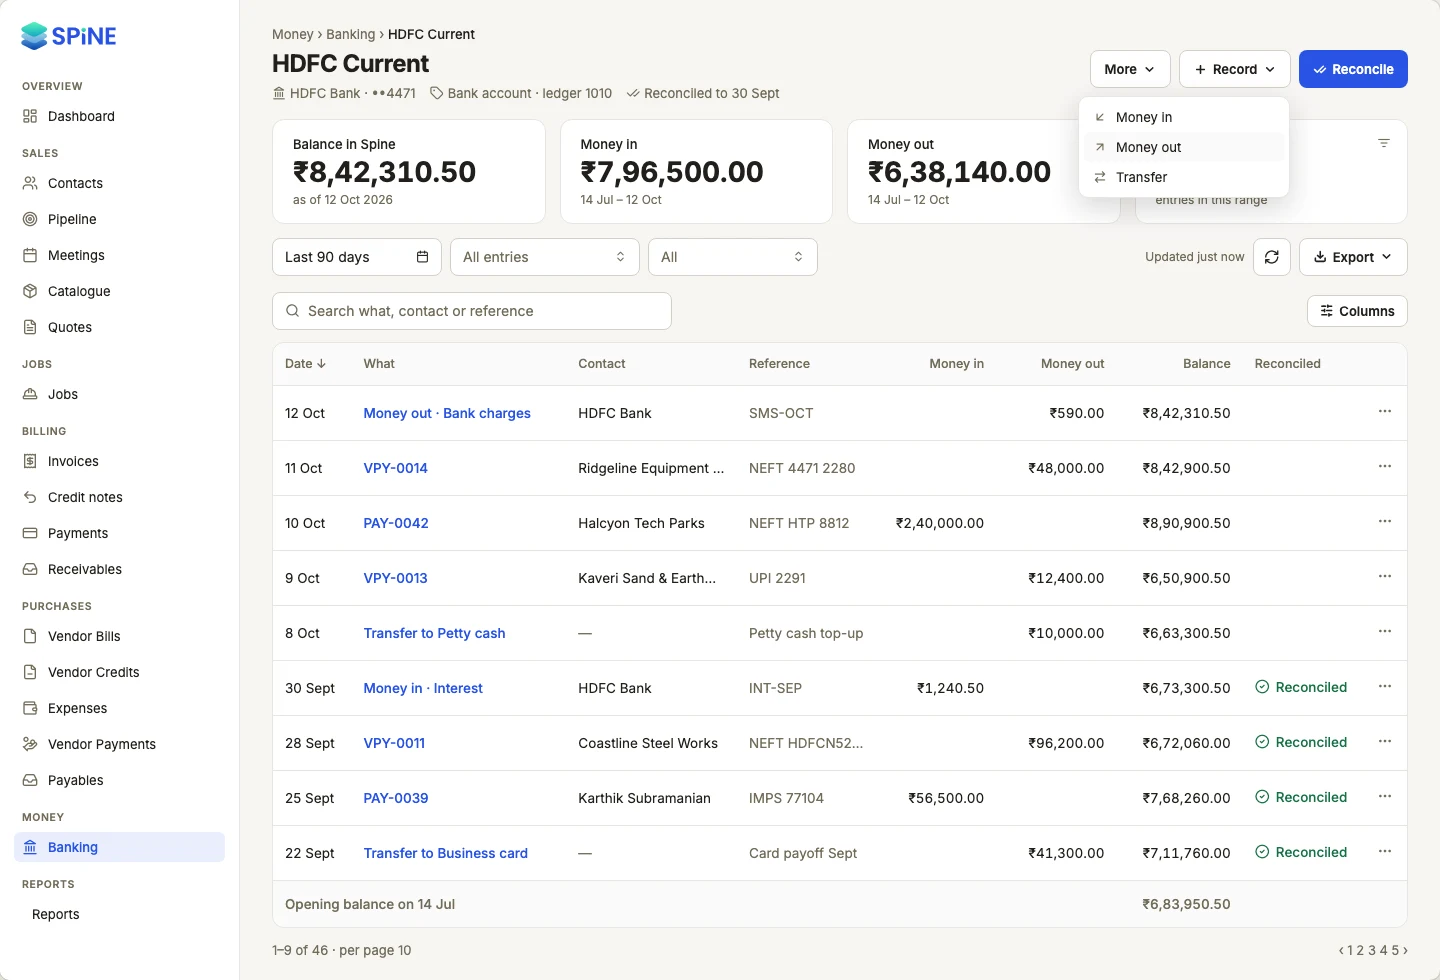 SPiNE
OVERVIEW
Dashboard
SALES
Contacts
Pipeline
Meetings
Catalogue
Quotes
JOBS
Jobs
BILLING
Invoices
Credit notes
Payments
Receivables
PURCHASES
Vendor Bills
Vendor Credits
Expenses
Vendor Payments
Payables
MONEY
Banking
REPORTS
Reports
Money › Banking › HDFC Current
HDFC Current
HDFC Bank · ••4471 Bank account · ledger 1010 Reconciled to 30 Sept
More + Record Reconcile
Money in
Money out
Transfer
Balance in Spine
₹8,42,310.50
as of 12 Oct 2026
Money in
₹7,96,500.00
14 Jul – 12 Oct
Money out
₹6,38,140.00
14 Jul – 12 Oct
entries in this range
Last 90 days All entries All Updated just now Export
Search what, contact or reference Columns
Date ↓ What Contact Reference Money in Money out Balance Reconciled
12 Oct Money out · Bank charges HDFC Bank SMS-OCT ₹590.00 ₹8,42,310.50 ···
11 Oct VPY-0014 Ridgeline Equipment ... NEFT 4471 2280 ₹48,000.00 ₹8,42,900.50 ···
10 Oct PAY-0042 Halcyon Tech Parks NEFT HTP 8812 ₹2,40,000.00 ₹8,90,900.50 ···
9 Oct VPY-0013 Kaveri Sand & Earth... UPI 2291 ₹12,400.00 ₹6,50,900.50 ···
8 Oct Transfer to Petty cash — Petty cash top-up ₹10,000.00 ₹6,63,300.50 ···
30 Sept Money in · Interest HDFC Bank INT-SEP ₹1,240.50 ₹6,73,300.50 Reconciled ···
28 Sept VPY-0011 Coastline Steel Works NEFT HDFCN52... ₹96,200.00 ₹6,72,060.00 Reconciled ···
25 Sept PAY-0039 Karthik Subramanian IMPS 77104 ₹56,500.00 ₹7,68,260.00 Reconciled ···
22 Sept Transfer to Business card — Card payoff Sept ₹41,300.00 ₹7,11,760.00 Reconciled ···
Opening balance on 14 Jul ₹6,83,950.50
1–9 of 46 · per page 10 ‹ 1 2 3 4 5 ›